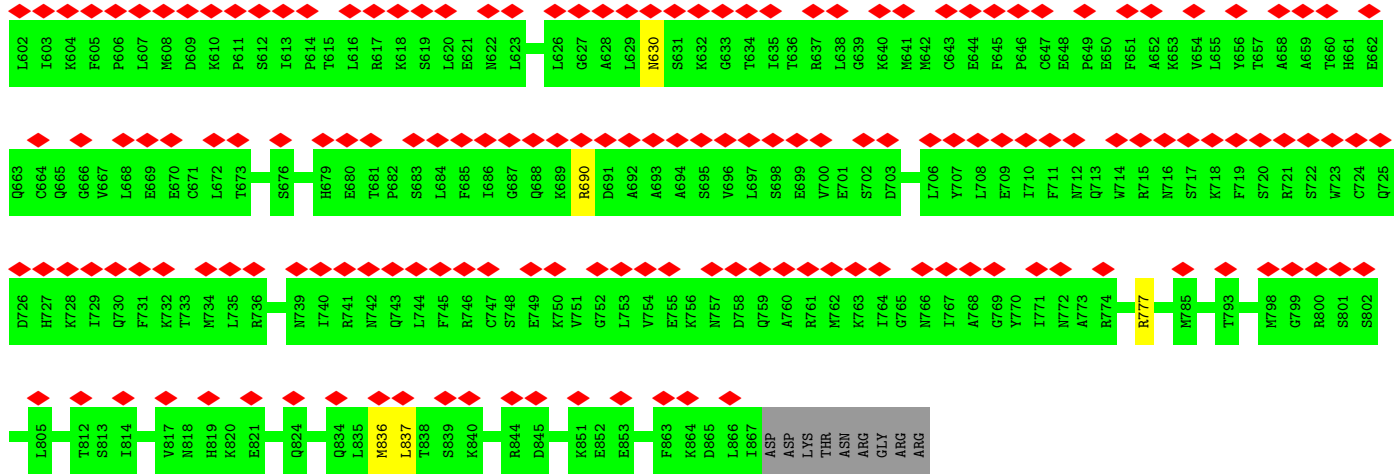 L602 I603 K604 F605 P606 L607 M608 D609 K610 P611 S612 I613 P614 T615 L616 R617 K618 S619 L620 E621 N622 L623 L626 G627 A628 L629 N630 S631 K632 G633 T634 I635 T636 R637 L638 G639 K640 M641 M642 C643 E644 F645 P646 C647 E648 P649 E650 F651 A652 K653 V654 L655 Y656 T657 A658 A659 T660 H661 E662
Q663 C664 Q665 G666 V667 L668 E669 E670 C671 L672 T673 S676 H679 E680 T681 P682 S683 L684 F685 I686 G687 Q688 K689 R690 D691 A692 A693 A694 S695 V696 L697 S698 E699 V700 E701 S702 D703 L706 Y707 L708 E709 I710 F711 N712 Q713 W714 R715 N716 S717 K718 F719 S720 R721 S722 W723 C724 Q725
D726 H727 K728 I729 Q730 F731 K732 T733 M734 L735 R736 N739 I740 R741 N742 Q743 L744 F745 R746 C747 S748 E749 K750 V751 G752 L753 V754 E755 K756 N757 D758 Q759 A760 R761 M762 K763 I764 G765 N766 I767 A768 G769 Y770 I771 N772 A773 R774 R777 M785 T793 M798 G799 R800 S801 S802
L805 T812 S813 I814 V817 N818 H819 K820 E821 Q824 Q834 L835 M836 L837 T838 S839 K840 R844 D845 K851 E852 E853 F863 K864 D865 L866 I867 ASP ASP LYS THR ASN ARG GLY ARG ARG